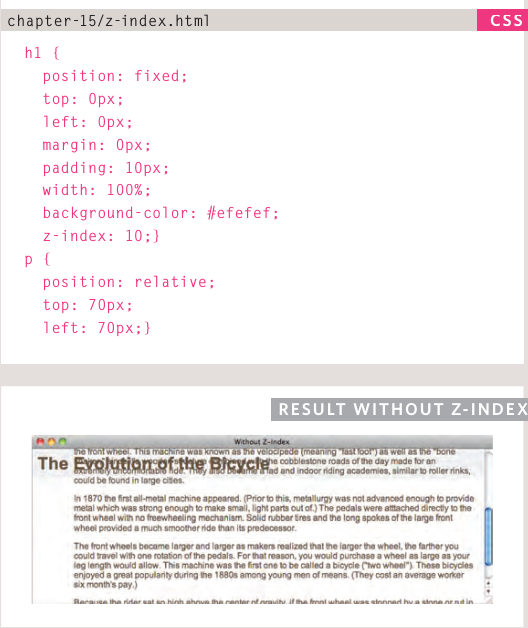 chapter-15/z-index.html
CSS
h1 {
position: fixed;
top: 0px;
left: 0px;
margin: 0px;
padding: 10px;
width: 100%;
background-color: #efefef;
z-index: 10;}
p {
position: relative;
top: 70px;
left: 70px;}
RESULT WITHOUT Z-INDEX
Without Z-Index
the front wheel. This machine was known as the velocipede (meaning "fast foot") as well as the "bone
The Evolution of the Bicycle
the cobblestone roads of the day made for an
extremely uncomfortable ride. They also became a fad and indoor riding academies, similar to roller rinks,
could be found in large cities.
In 1870 the first all-metal machine appeared. (Prior to this, metallurgy was not advanced enough to provide
metal which was strong enough to make small, light parts out of.) The pedals were attached directly to the
front wheel with no freewheeling mechanism. Solid rubber tires and the long spokes of the large front
wheel provided a much smoother ride than its predecessor.
The front wheels became larger and larger as makers realized that the larger the wheel, the farther you
could travel with one rotation of the pedals. For that reason, you would purchase a wheel as large as your
leg length would allow. This machine was the first one to be called a bicycle ("two wheel"). These bicycles
enjoyed a great popularity during the 1880s among young men of means. (They cost an average worker
six month's pay.)
Because the rider sat so high above the center of gravity, if the front wheel was stopped by a stone or rut in